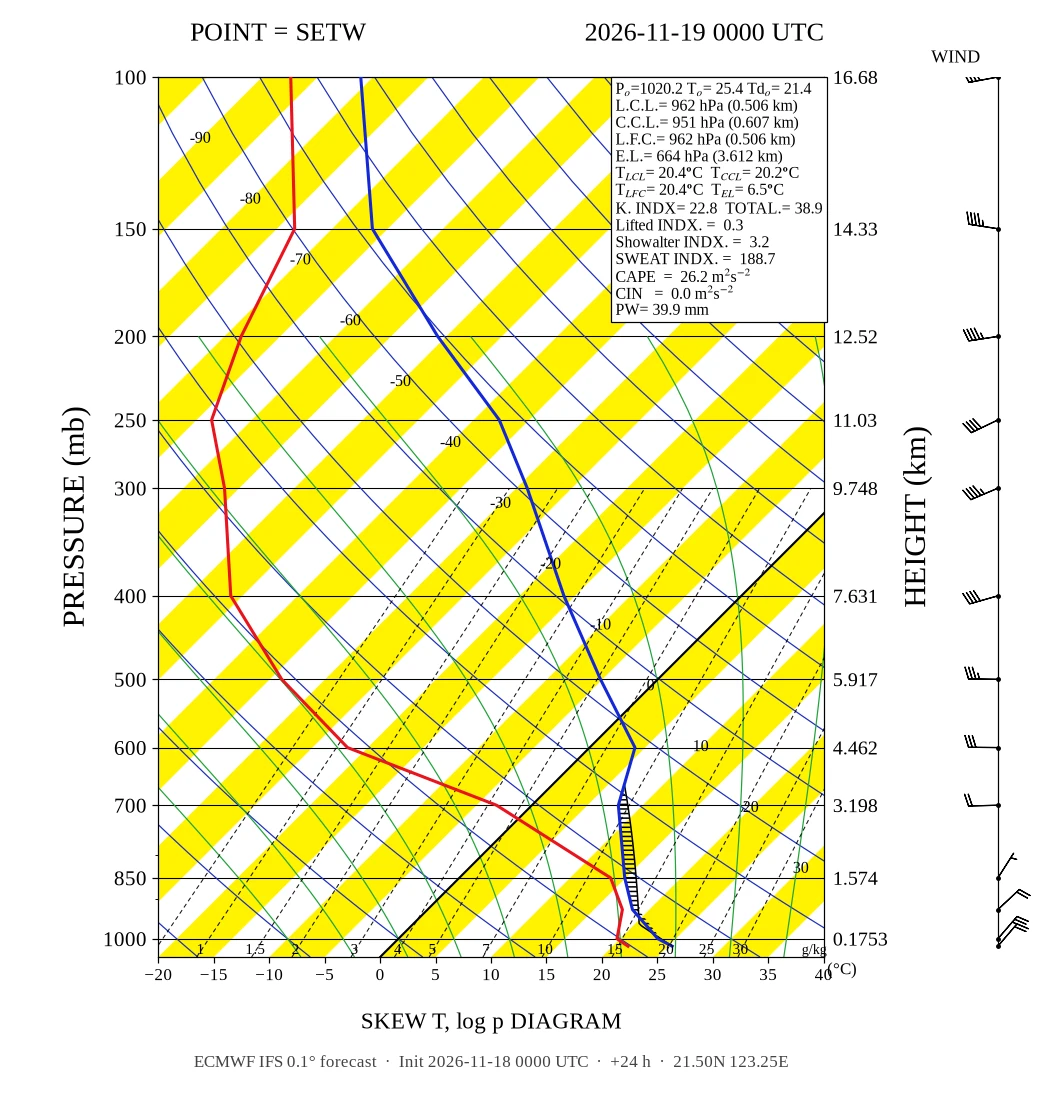 POINT = SETW
2026-11-19 0000 UTC
WIND
100
16.68
Pₒ=1020.2 Tₒ= 25.4 Tdₒ= 21.4
L.C.L.= 962 hPa (0.506 km)
C.C.L.= 951 hPa (0.607 km)
L.F.C.= 962 hPa (0.506 km)
E.L.= 664 hPa (3.612 km)
T_LCL= 20.4°C T_CCL= 20.2°C
T_LFC= 20.4°C T_EL= 6.5°C
K. INDX= 22.8 TOTAL.= 38.9
Lifted INDX. = 0.3
Showalter INDX. = 3.2
SWEAT INDX. = 188.7
CAPE = 26.2 m²s⁻²
CIN = 0.0 m²s⁻²
PW= 39.9 mm
-90
-80
150
14.33
-70
-60
200
12.52
-50
250
11.03
-40
300
9.748
-30
-20
400
7.631
-10
500
5.917
0
600
4.462
10
700
3.198
20
850
1.574
30
1000
0.1753
1 1.5 2 3 4 5 7 10 15 20 25 30 g/kg
−20 −15 −10 −5 0 5 10 15 20 25 30 35 40
(°C)
PRESSURE (mb)
HEIGHT (km)
SKEW T, log p DIAGRAM
ECMWF IFS 0.1° forecast · Init 2026-11-18 0000 UTC · +24 h · 21.50N 123.25E